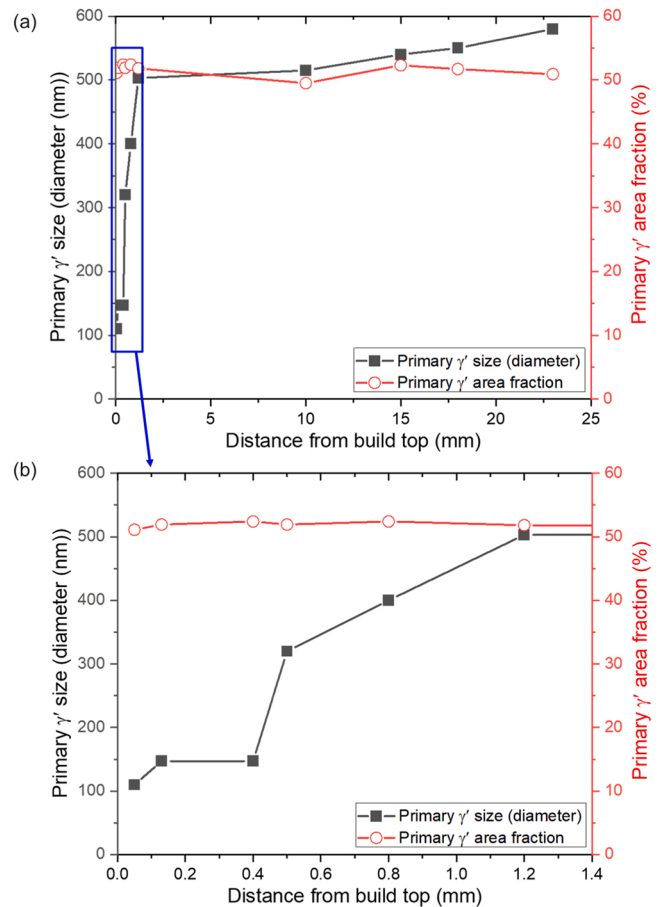 (a)
600
500
400
300
200
100
0
Primary γ′ size (diameter (nm))
60
50
40
30
20
10
0
Primary γ′ area fraction (%)
Primary γ′ size (diameter)
Primary γ′ area fraction
0 5 10 15 20 25
Distance from build top (mm)
(b)
600
500
400
300
200
100
0
Primary γ′ size (diameter (nm))
60
50
40
30
20
10
0
Primary γ′ area fraction (%)
Primary γ′ size (diameter)
Primary γ′ area fraction
0.0 0.2 0.4 0.6 0.8 1.0 1.2 1.4
Distance from build top (mm)